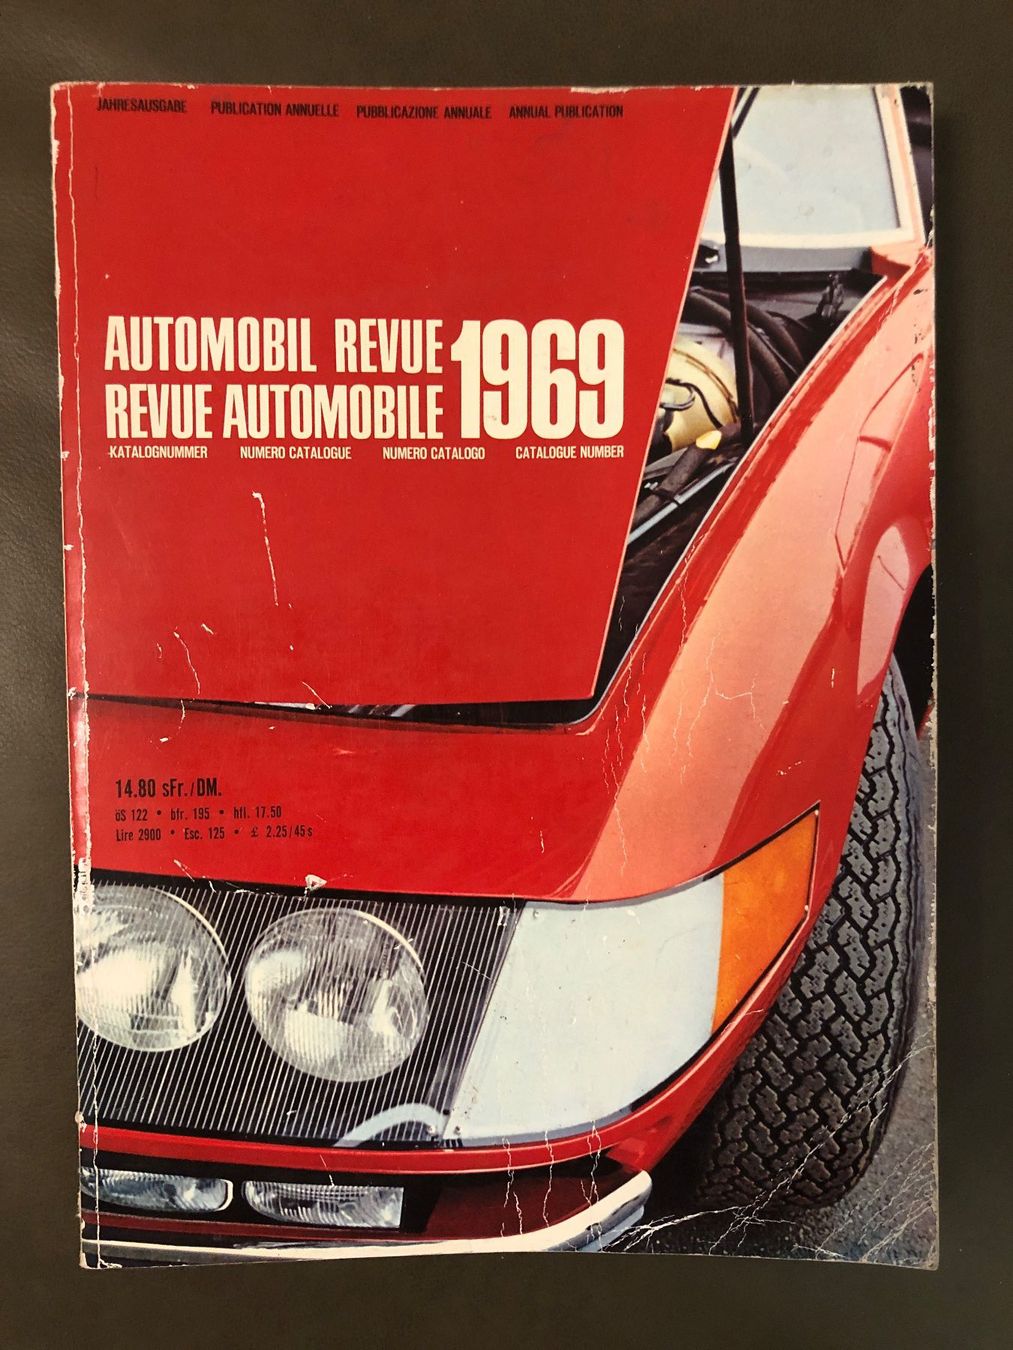 JAHRESAUSGABE PUBLICATION ANNUELLE PUBBLICAZIONE ANNUALE ANNUAL PUBLICATION
AUTOMOBIL REVUE 1969
REVUE AUTOMOBILE
KATALOGNUMMER NUMERO CATALOGUE NUMERO CATALOGO CATALOGUE NUMBER
14.80 sFr./DM.
öS 122 • bfr. 195 • hfl. 17.50
Lire 2900 • Esc. 125 • £ 2.25/45s